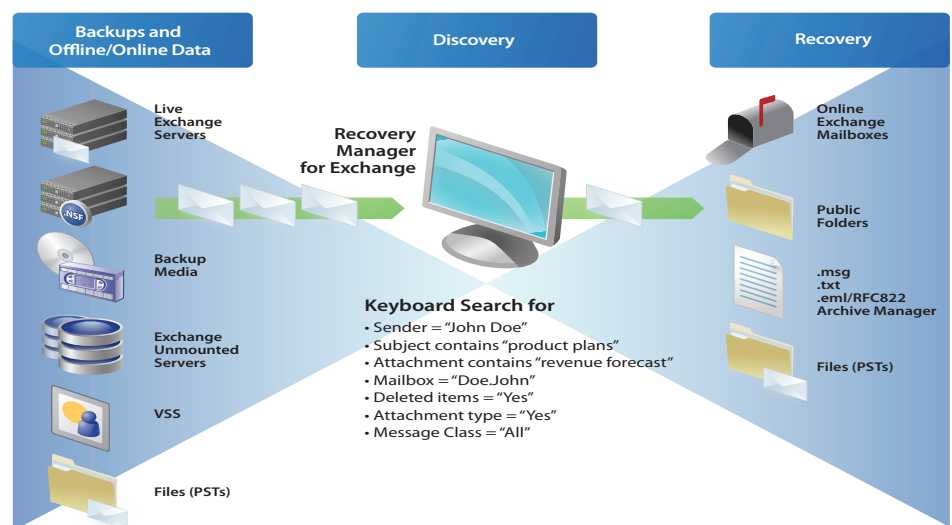 Backups and
Offline/Online Data
Discovery
Recovery
Live
Exchange
Servers
.NSF
Backup
Media
Exchange
Unmounted
Servers
VSS
Files (PSTs)
Recovery
Manager
for Exchange
Keyboard Search for
• Sender = “John Doe”
• Subject contains “product plans”
• Attachment contains “revenue forecast”
• Mailbox = “Doe.John”
• Deleted items = “Yes”
• Attachment type = “Yes”
• Message Class = “All”
Online
Exchange
Mailboxes
Public
Folders
.msg
.txt
.eml/RFC822
Archive Manager
Files (PSTs)